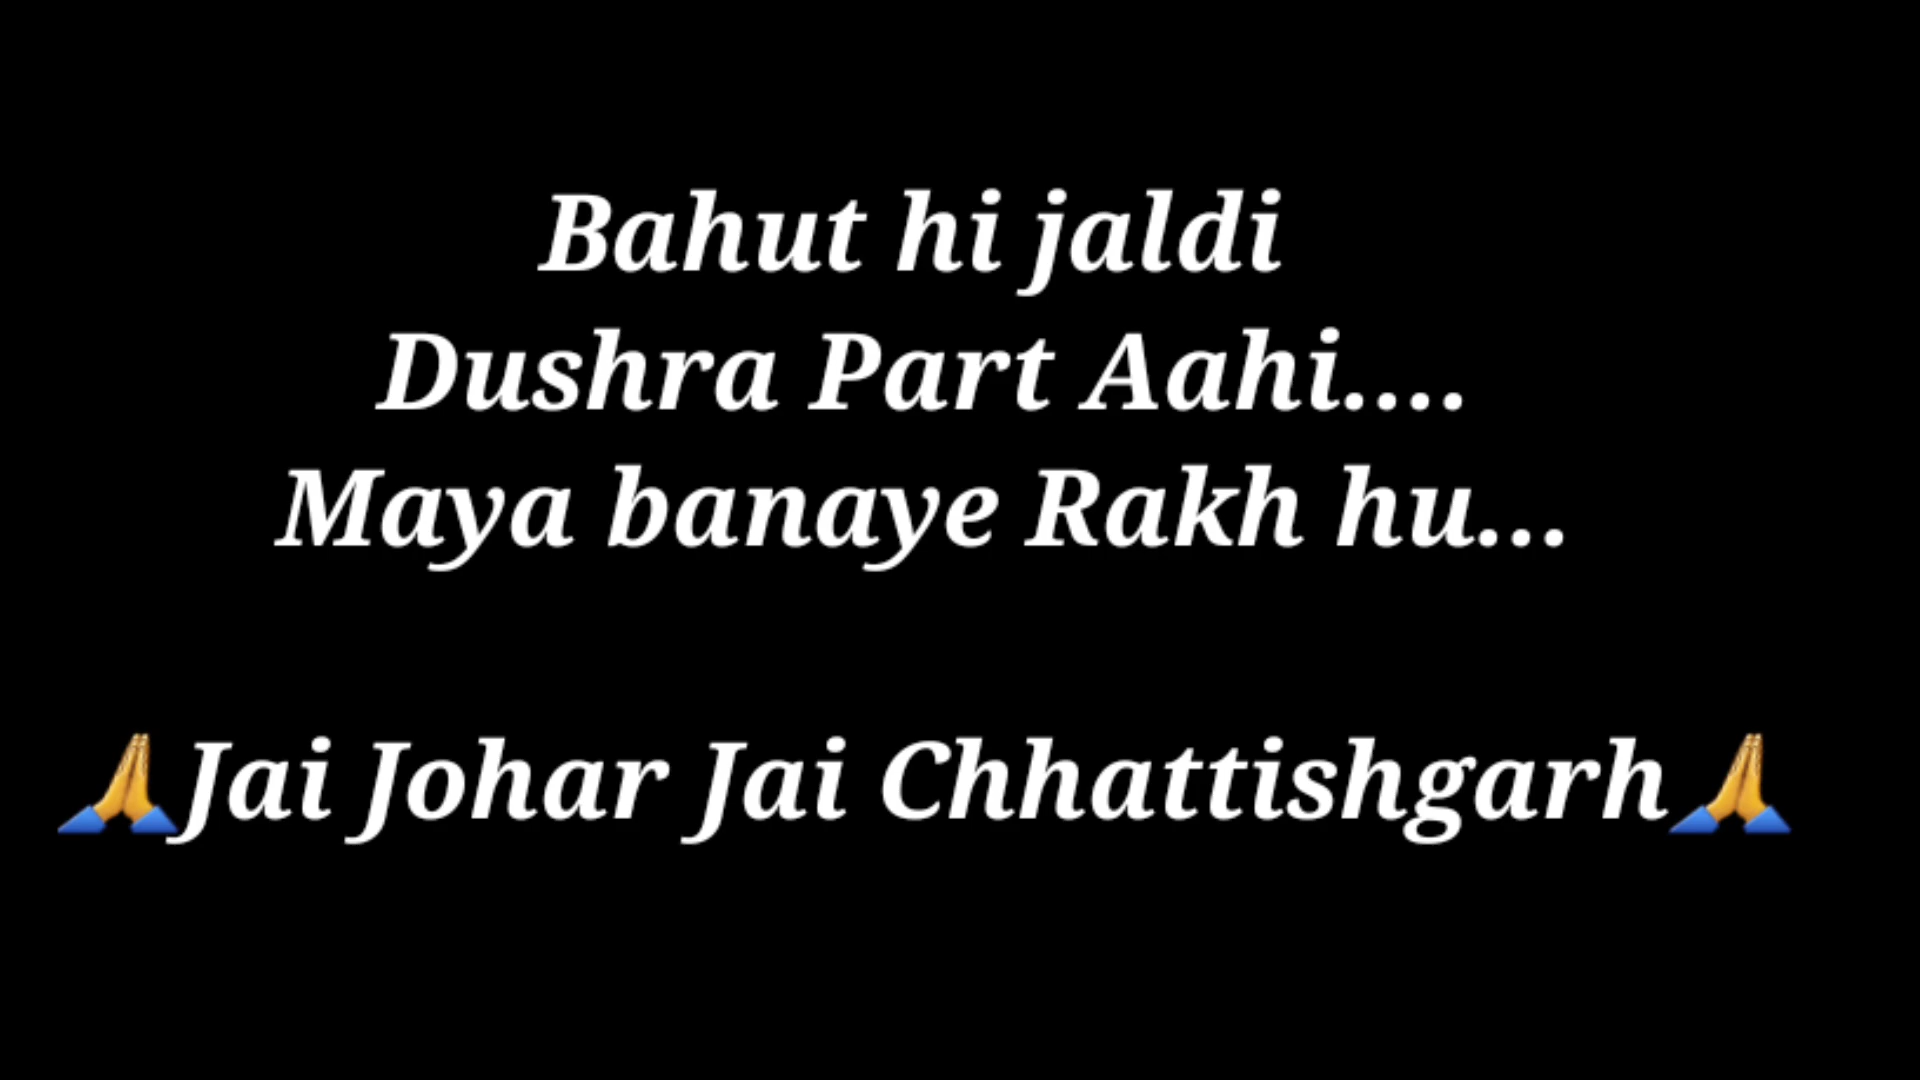 Bahut hi jaldi
Dushra Part Aahi....
Maya banaye Rakh hu...
🙏Jai Johar Jai Chhattishgarh🙏